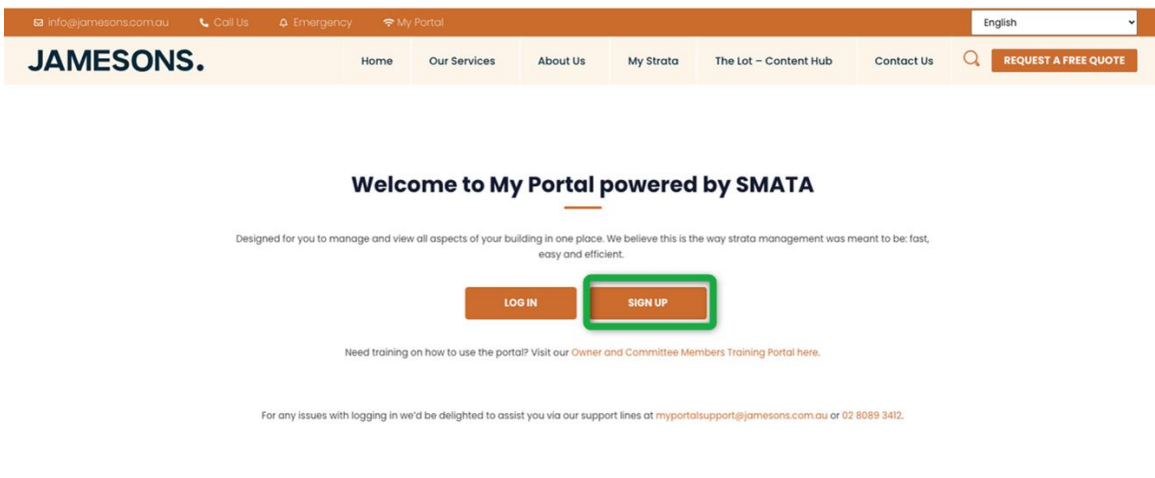 info@jamesons.com.au Call Us Emergency My Portal English
JAMESONS. Home Our Services About Us My Strata The Lot – Content Hub Contact Us REQUEST A FREE QUOTE
Welcome to My Portal powered by SMATA
Designed for you to manage and view all aspects of your building in one place. We believe this is the way strata management was meant to be: fast,
easy and efficient.
LOG IN SIGN UP
Need training on how to use the portal? Visit our Owner and Committee Members Training Portal here.
For any issues with logging in we'd be delighted to assist you via our support lines at myportalsupport@jamesons.com.au or 02 8089 3412.